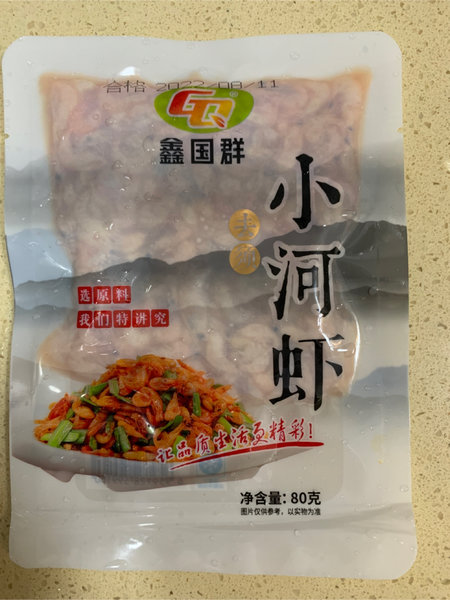 合格 2022/08/11
GQ®
鑫国群
小河虾
选原料
我们特讲究
让品质生活更精彩!
净含量: 80克
图片仅供参考，以实物为准